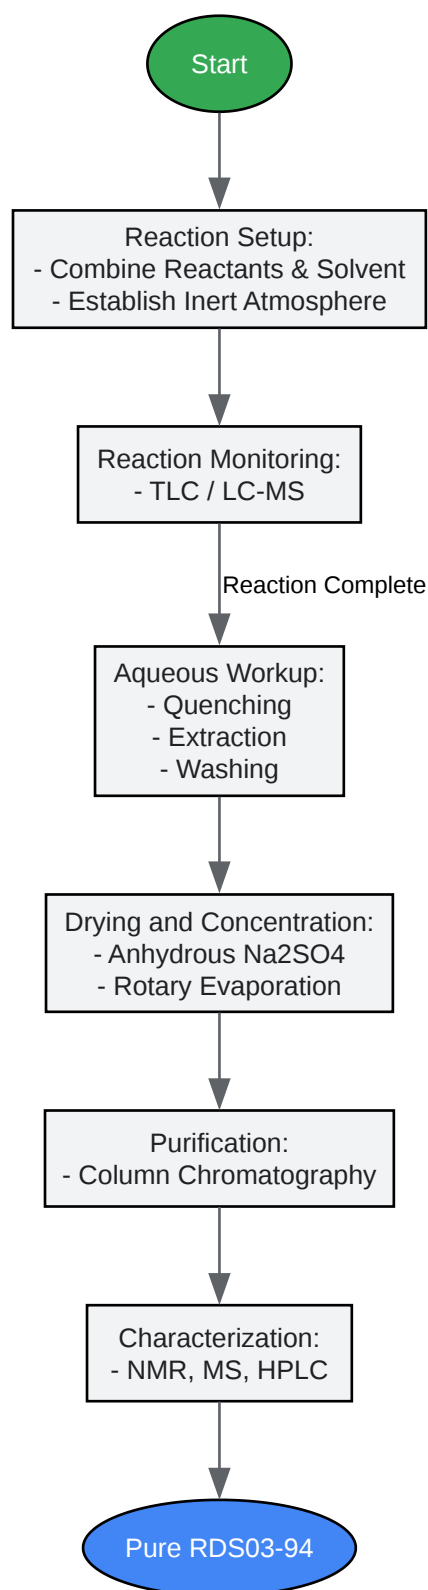 Start
Reaction Setup:
- Combine Reactants & Solvent
- Establish Inert Atmosphere
Reaction Monitoring:
- TLC / LC-MS
Reaction Complete
Aqueous Workup:
- Quenching
- Extraction
- Washing
Drying and Concentration:
- Anhydrous Na2SO4
- Rotary Evaporation
Purification:
- Column Chromatography
Characterization:
- NMR, MS, HPLC
Pure RDS03-94